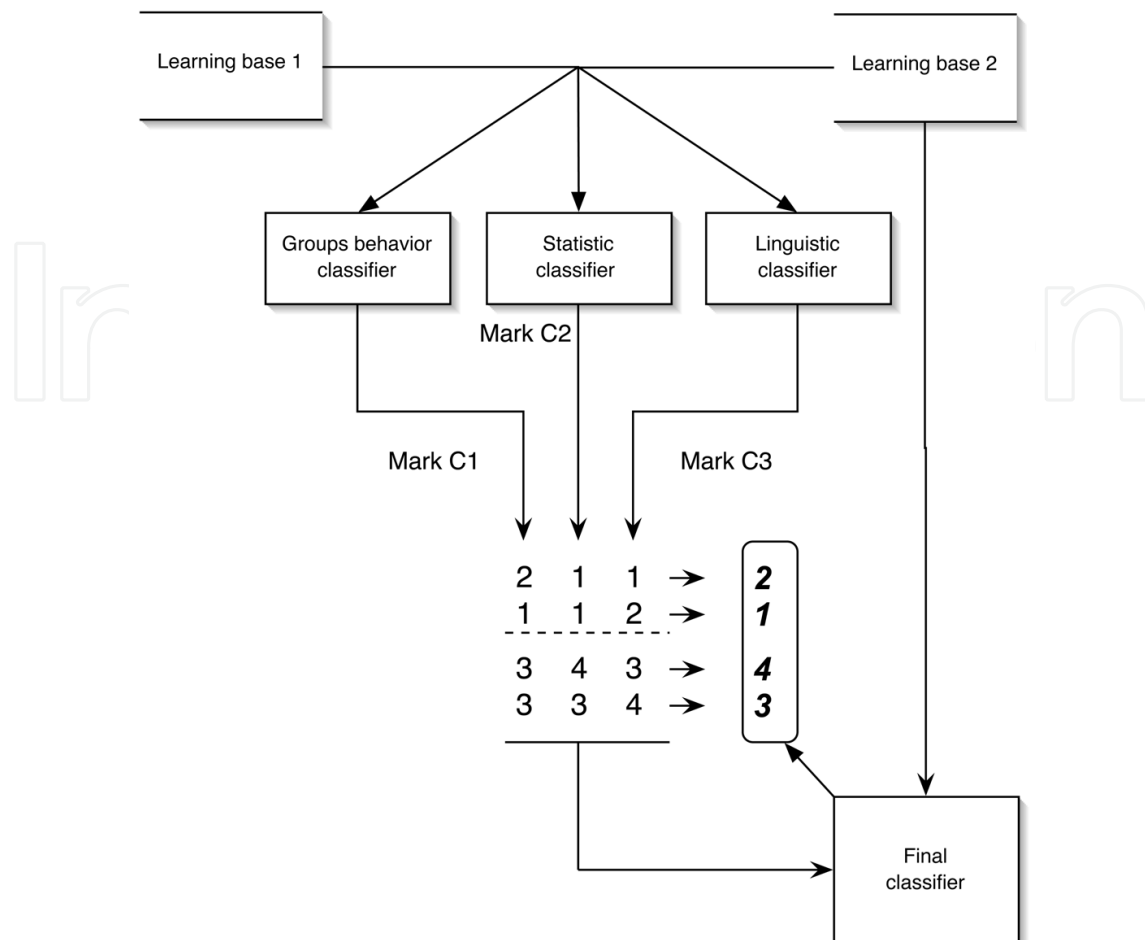 Learning base 1
Learning base 2
Groups behavior
classifier
Statistic
classifier
Linguistic
classifier
Mark C2
Mark C1
Mark C3
2 1 1 2
1 1 2 1
3 4 3 4
3 3 4 3
Final
classifier